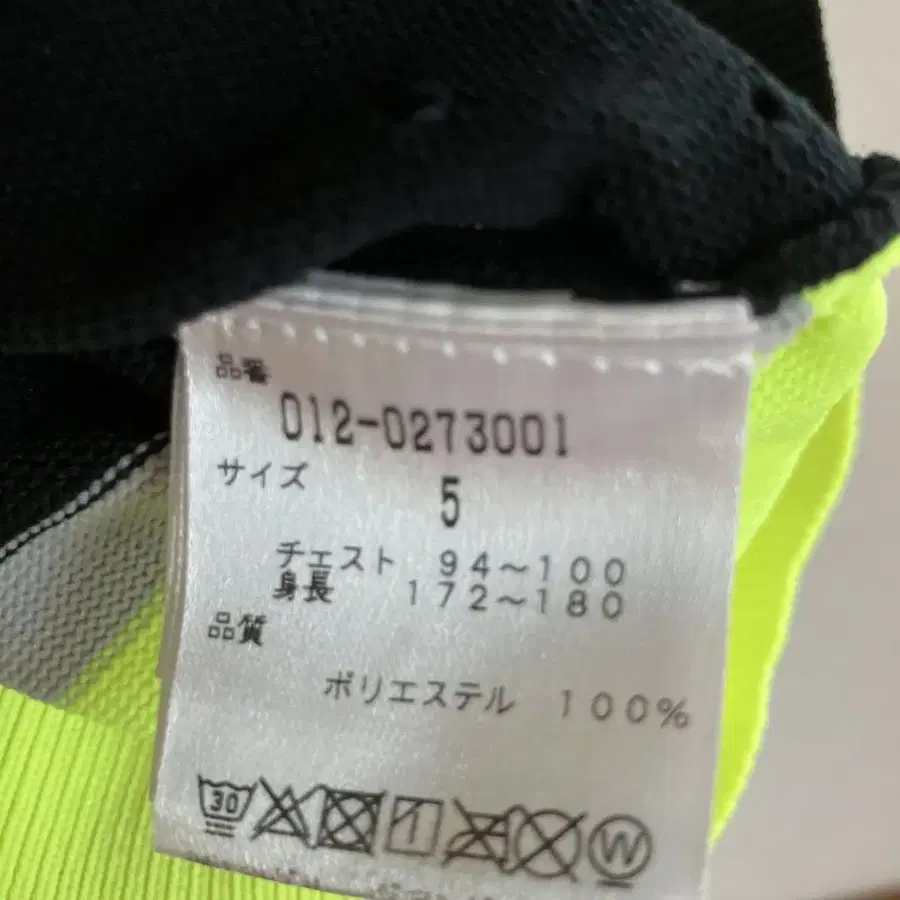 品番
012-0273001
サイズ
5
チェスト 94～100
身長 172～180
品質
ポリエステル 100%
30
W